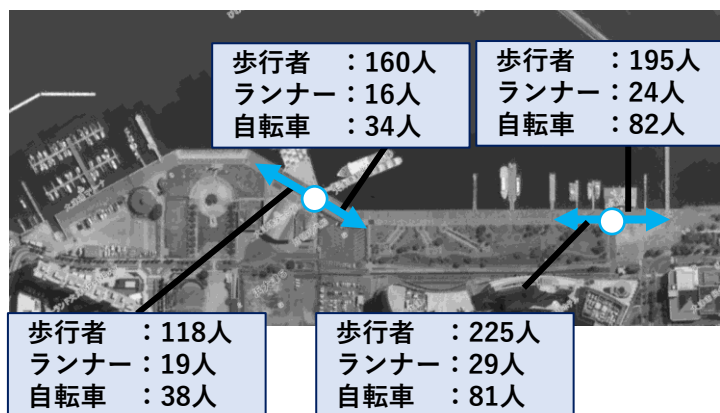 歩行者　：160人
ランナー：16人
自転車　：34人
歩行者　：195人
ランナー：24人
自転車　：82人
歩行者　：118人
ランナー：19人
自転車　：38人
歩行者　：225人
ランナー：29人
自転車　：81人